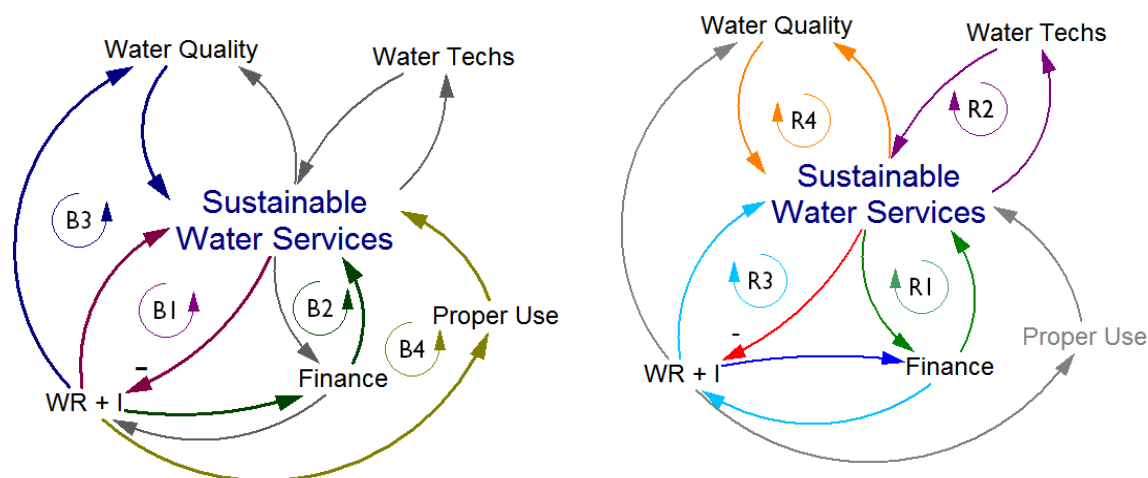 Water Quality
Water Techs
B3
Sustainable
Water Services
B1
B2
Proper Use
B4
–
Finance
WR + I
Water Quality
Water Techs
R4
R2
Sustainable
Water Services
R3
R1
Proper Use
-
WR + I
Finance